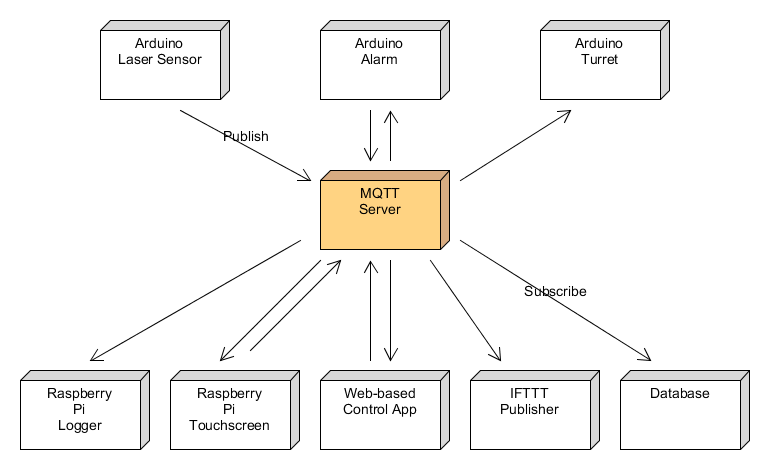 Arduino
Laser Sensor
Arduino
Alarm
Arduino
Turret
Publish
MQTT
Server
Subscribe
Raspberry
Pi
Logger
Raspberry
Pi
Touchscreen
Web-based
Control App
IFTTT
Publisher
Database